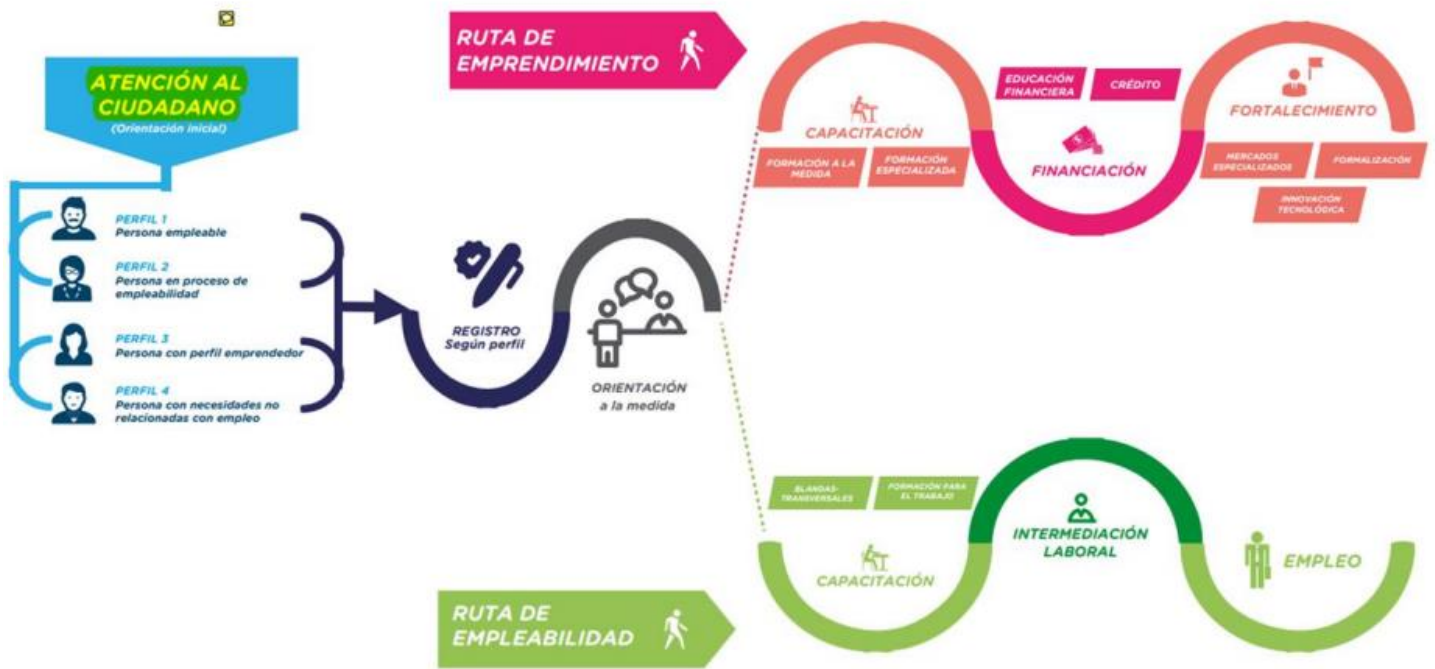 ATENCIÓN AL
CIUDADANO
(Orientación inicial)
PERFIL 1
Persona empleable
PERFIL 2
Persona en proceso de
empleabilidad
PERFIL 3
Persona con perfil emprendedor
PERFIL 4
Persona con necesidades no
relacionadas con empleo
REGISTRO
Según perfil
ORIENTACIÓN
a la medida
RUTA DE
EMPRENDIMIENTO
CAPACITACIÓN
FORMACIÓN A LA
MEDIDA
FORMACIÓN
ESPECIALIZADA
EDUCACIÓN
FINANCIERA
CRÉDITO
FINANCIACIÓN
FORTALECIMIENTO
MERCADOS
ESPECIALIZADOS
FORMALIZACIÓN
INNOVACIÓN
TECNOLÓGICA
RUTA DE
EMPLEABILIDAD
BLANDAS-
TRANSVERSALES
FORMACIÓN PARA
EL TRABAJO
CAPACITACIÓN
INTERMEDIACIÓN
LABORAL
EMPLEO